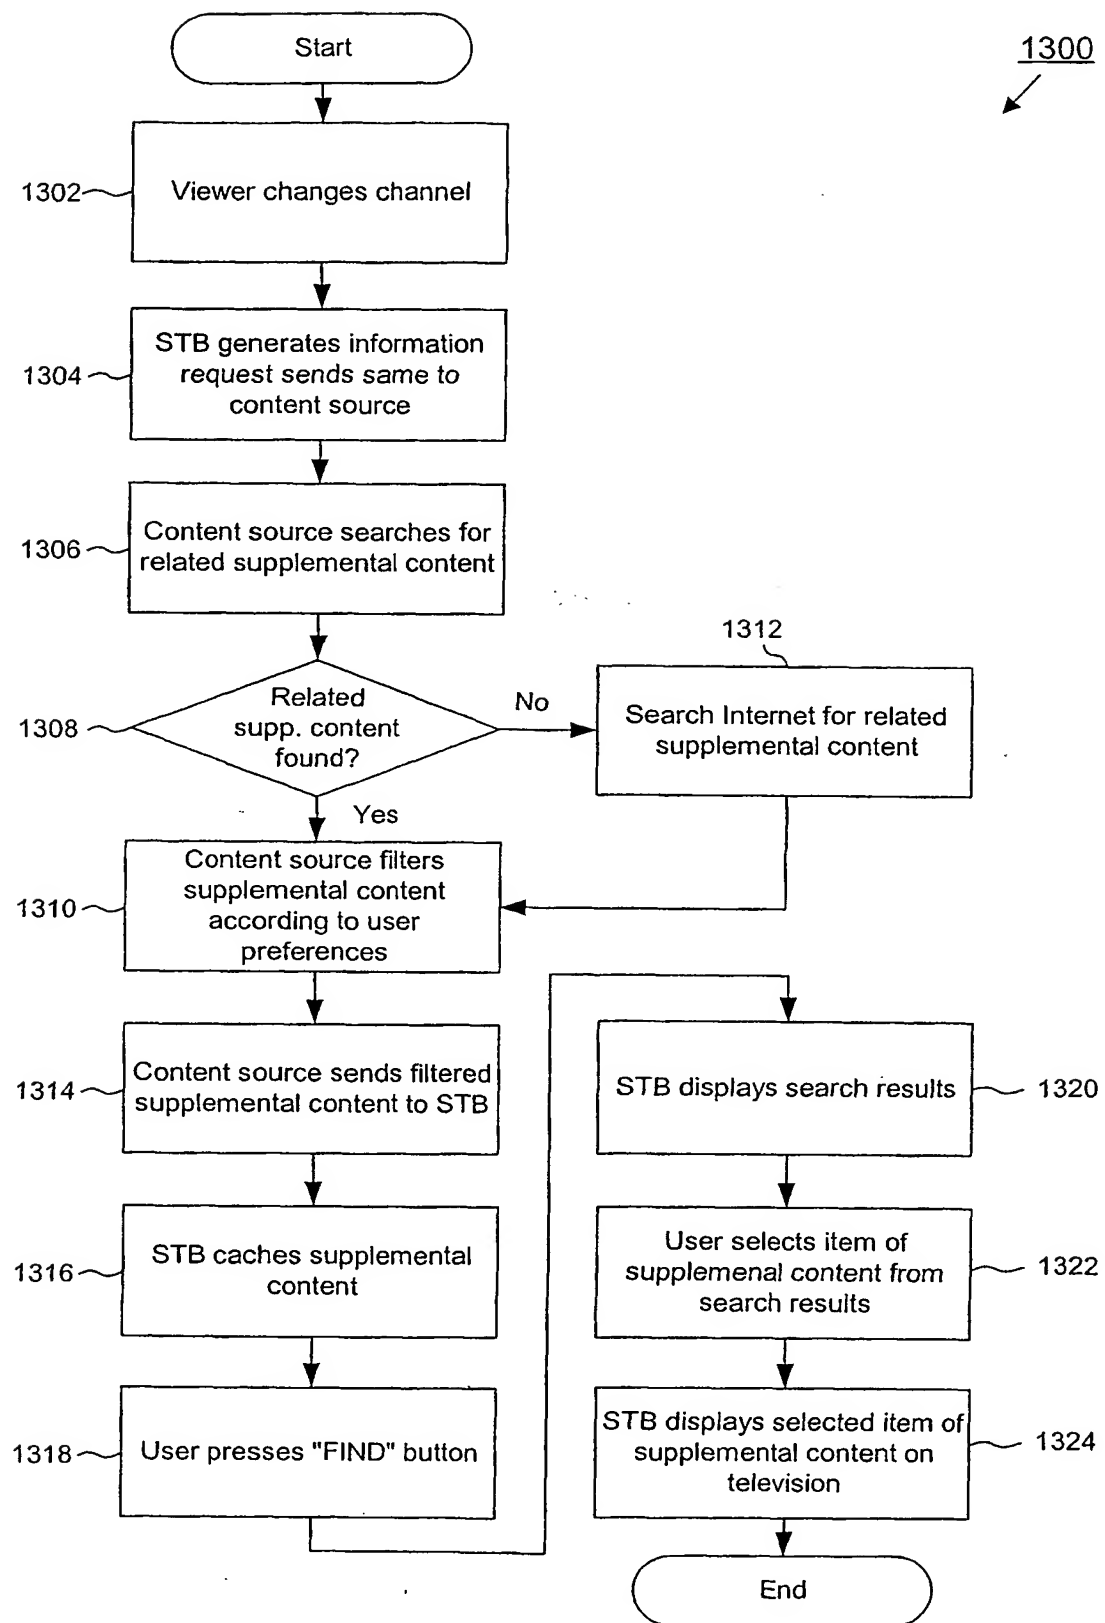 Start
1300
1302
Viewer changes channel
1304
STB generates information
request sends same to
content source
1306
Content source searches for
related supplemental content
1308
Related
supp. content
found?
No
1312
Search Internet for related
supplemental content
Yes
1310
Content source filters
supplemental content
according to user
preferences
1314
Content source sends filtered
supplemental content to STB
1316
STB caches supplemental
content
1318
User presses "FIND" button
STB displays search results
1320
User selects item of
supplemenal content from
search results
1322
STB displays selected item of
supplemental content on
television
1324
End